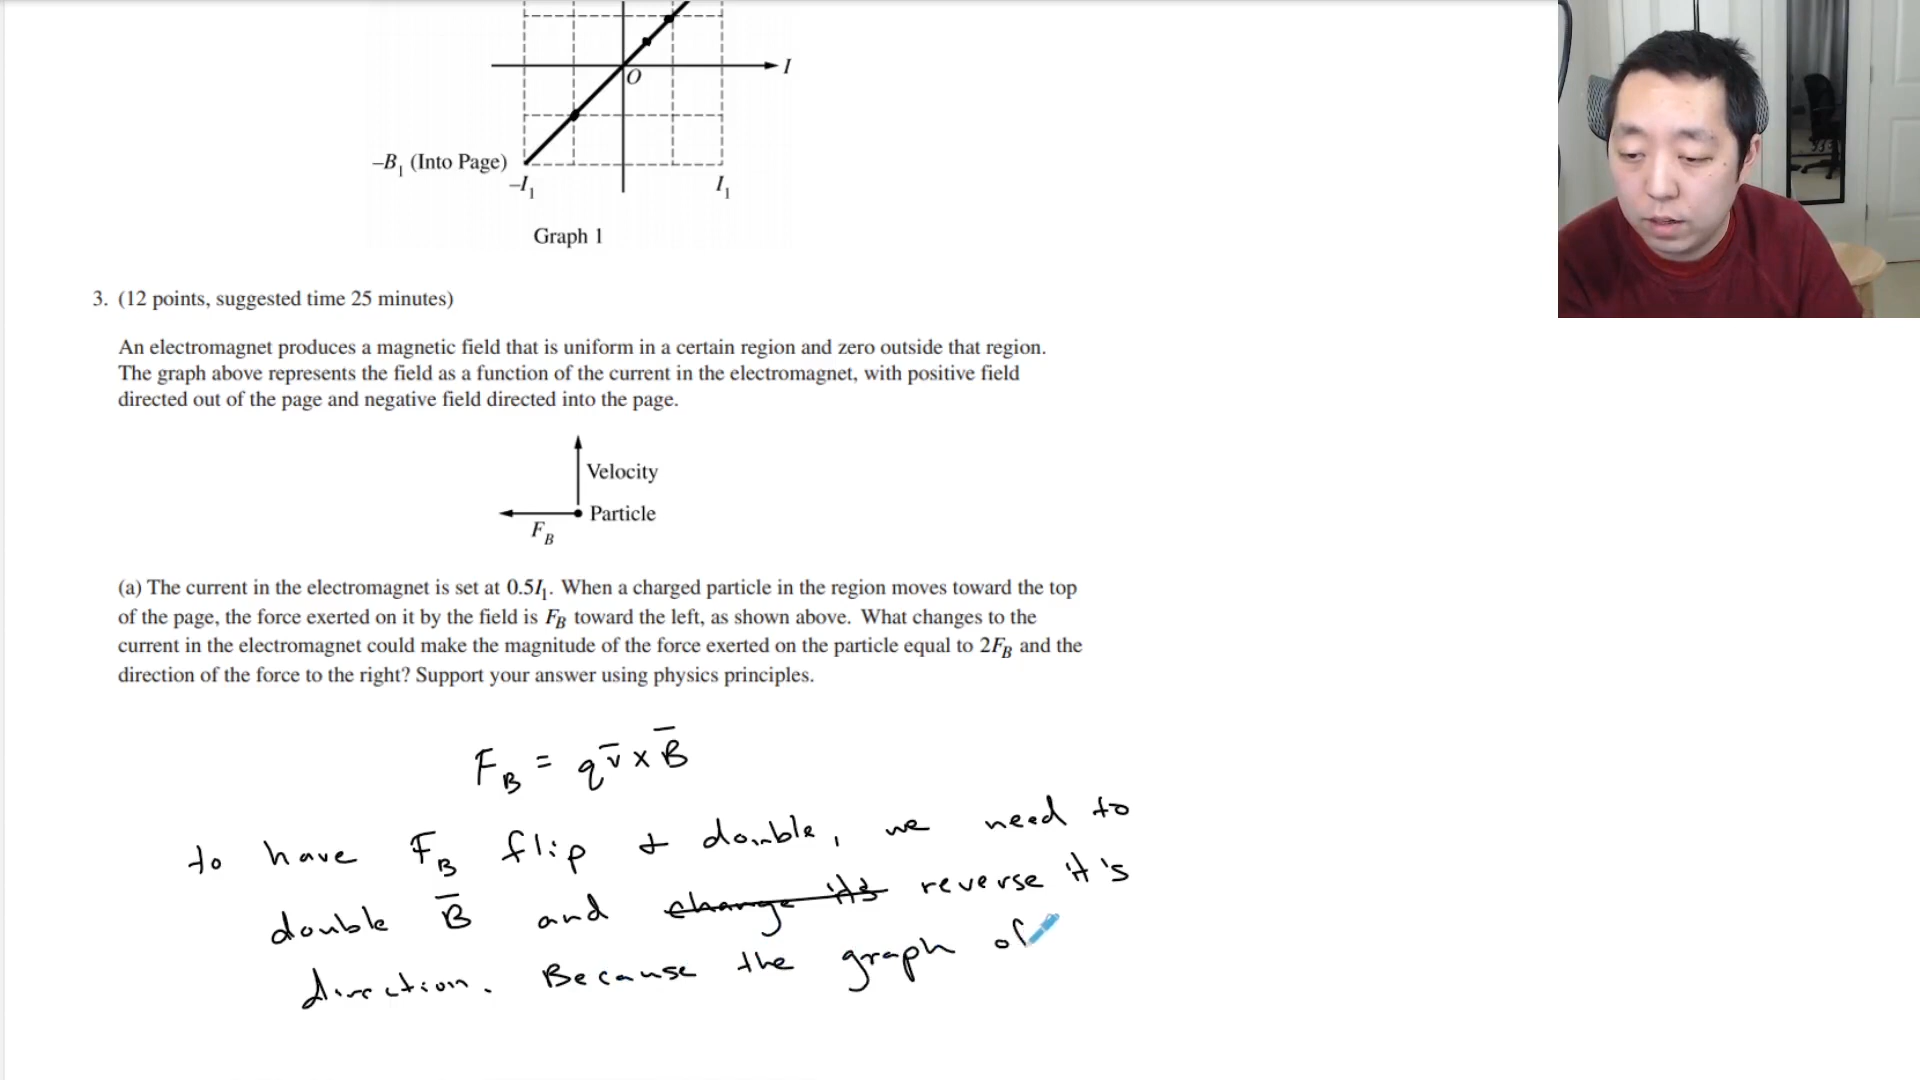 O
I
–B₁ (Into Page)
–I₁
I₁
Graph 1
3. (12 points, suggested time 25 minutes)
An electromagnet produces a magnetic field that is uniform in a certain region and zero outside that region.
The graph above represents the field as a function of the current in the electromagnet, with positive field
directed out of the page and negative field directed into the page.
Velocity
Particle
F_B
(a) The current in the electromagnet is set at 0.5I₁. When a charged particle in the region moves toward the top
of the page, the force exerted on it by the field is F_B toward the left, as shown above. What changes to the
current in the electromagnet could make the magnitude of the force exerted on the particle equal to 2F_B and the
direction of the force to the right? Support your answer using physics principles.
F_B = q v̄ × B̄
to have F_B flip + double, we need to
double B̄ and change its reverse it's
direction. Because the graph of